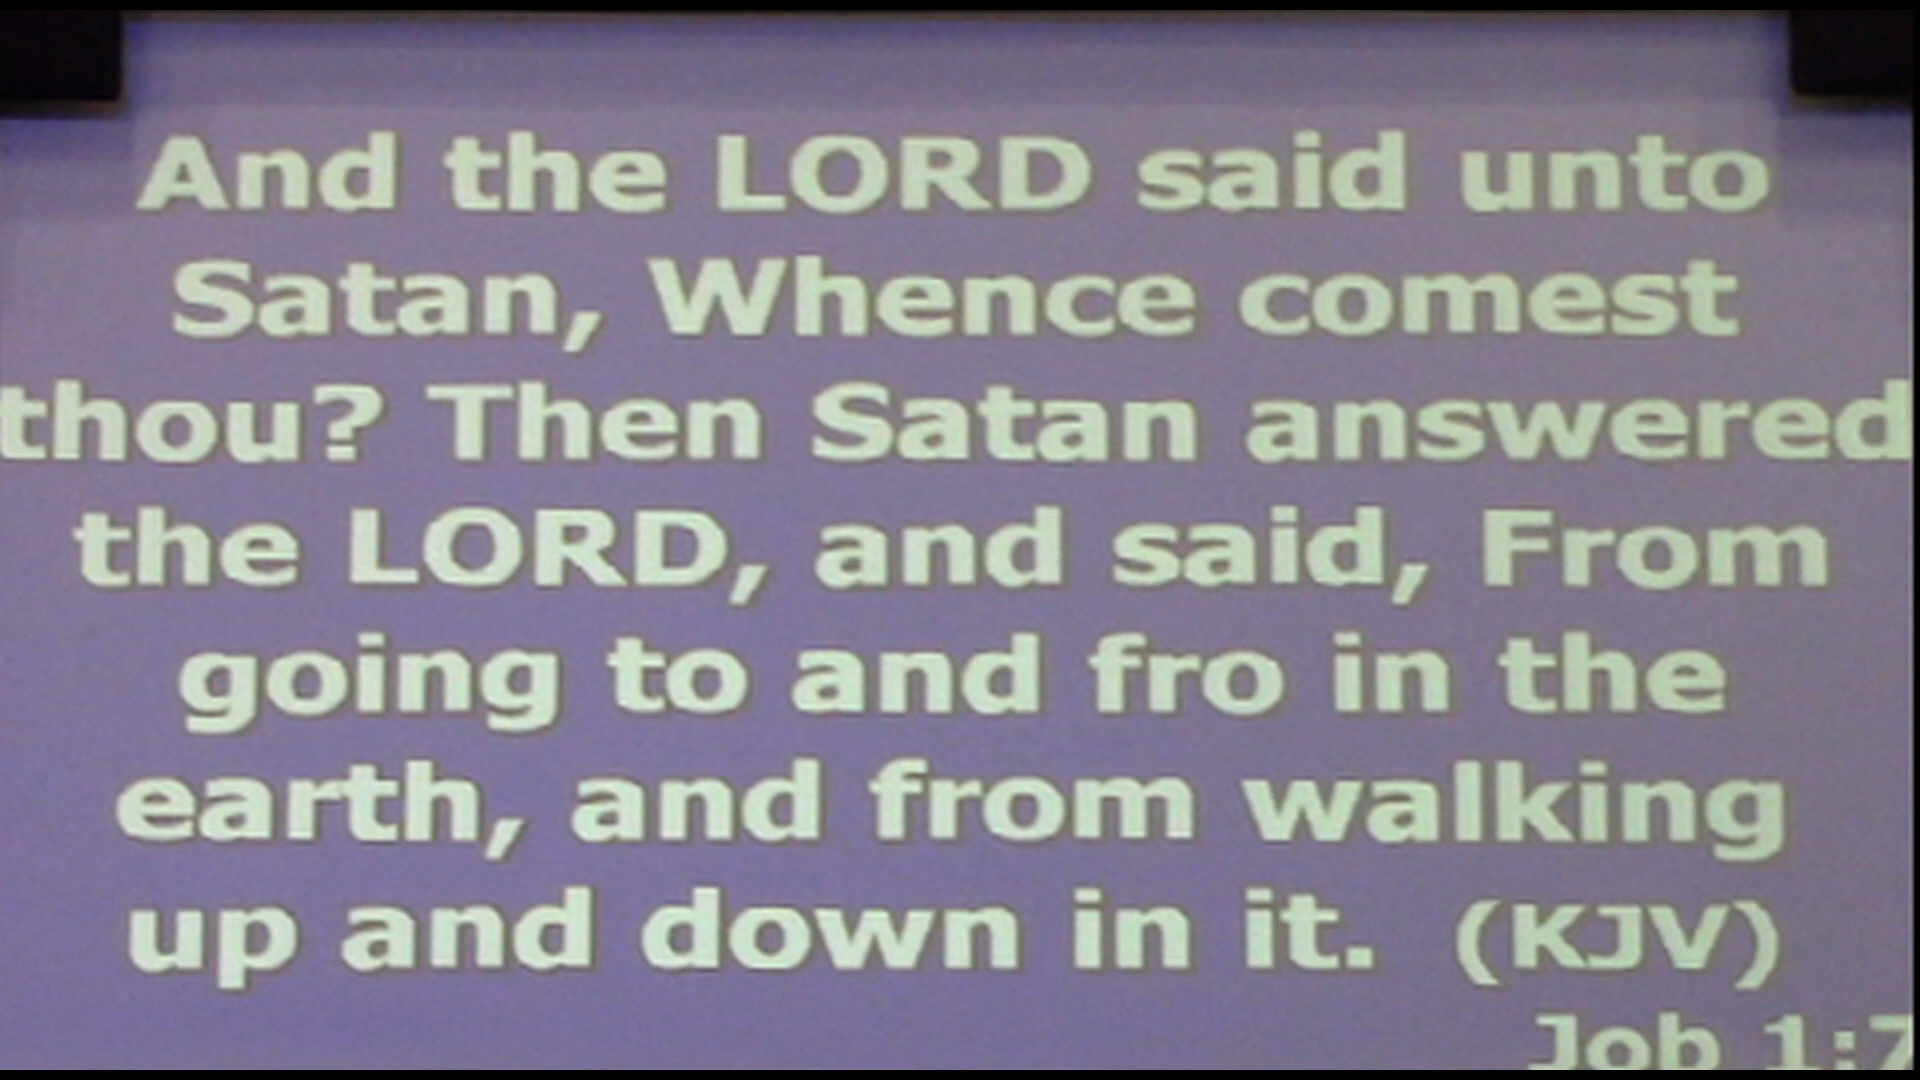 And the LORD said unto
Satan, Whence comest
thou? Then Satan answered
the LORD, and said, From
going to and fro in the
earth, and from walking
up and down in it. (KJV)
Job 1:7